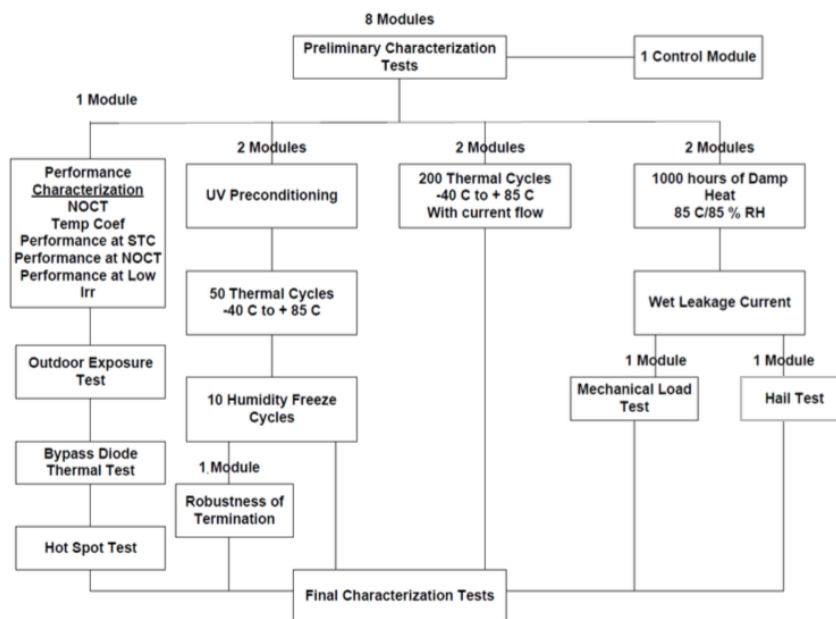 8 Modules
Preliminary Characterization
Tests
1 Control Module
1 Module
Performance
Characterization
NOCT
Temp Coef
Performance at STC
Performance at NOCT
Performance at Low
Irr
Outdoor Exposure
Test
Bypass Diode
Thermal Test
Hot Spot Test
2 Modules
UV Preconditioning
50 Thermal Cycles
-40 C to + 85 C
10 Humidity Freeze
Cycles
1 Module
Robustness of
Termination
2 Modules
200 Thermal Cycles
-40 C to + 85 C
With current flow
2 Modules
1000 hours of Damp
Heat
85 C/85 % RH
Wet Leakage Current
1 Module
Mechanical Load
Test
1 Module
Hail Test
Final Characterization Tests